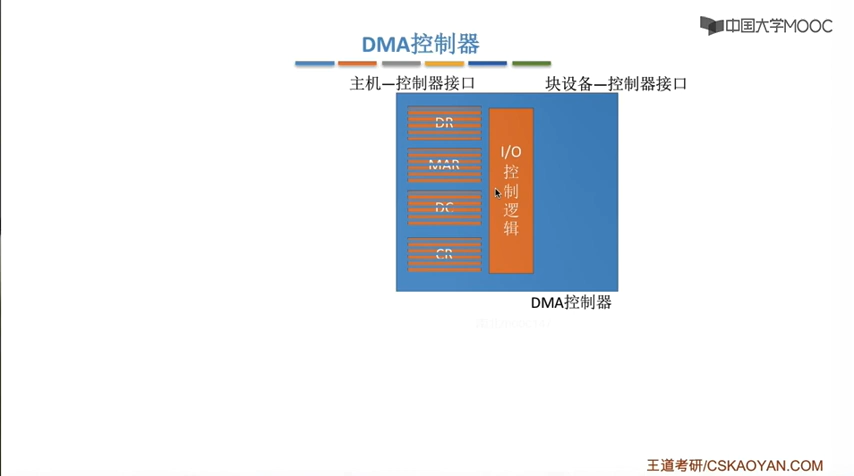 中国大学MOOC
DMA控制器
主机—控制器接口
块设备—控制器接口
DR
MAR
DC
CR
I/O
控
制
逻
辑
DMA控制器
王道考研/CSKAOYAN.COM